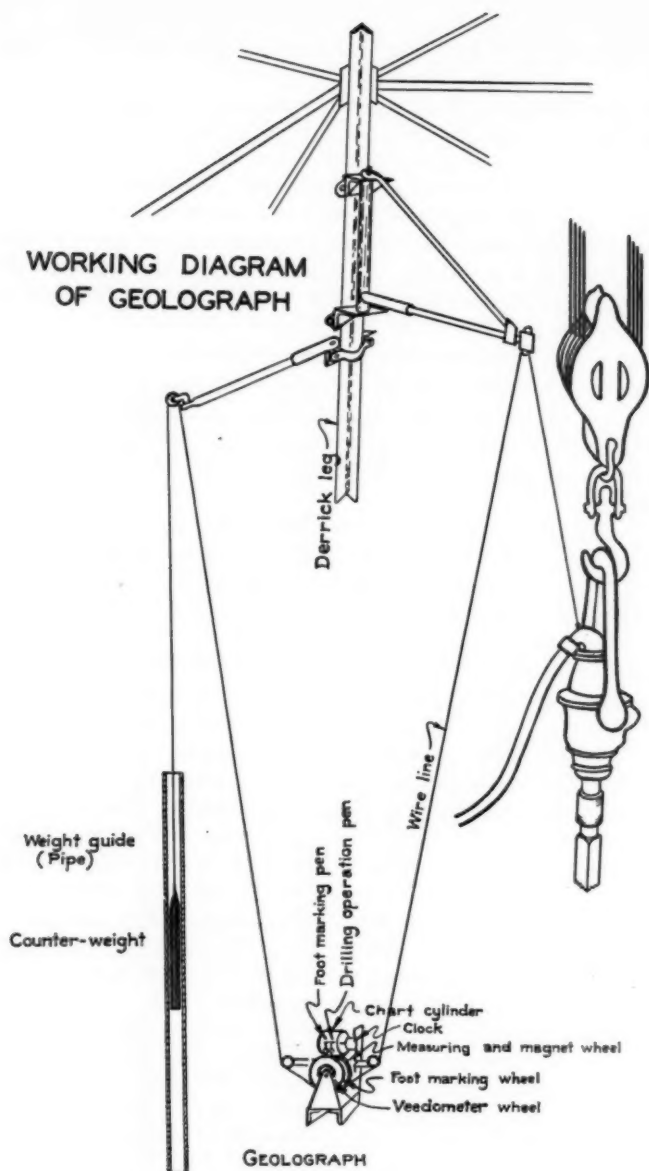 WORKING DIAGRAM
OF GEOLOGRAPH
Derrick leg
Wire line
Weight guide
(Pipe)
Counter-weight
Foot marking pen
Drilling operation pen
Chart cylinder
Clock
Measuring and magnet wheel
Foot marking wheel
Veedometer wheel
GEOLOGRAPH